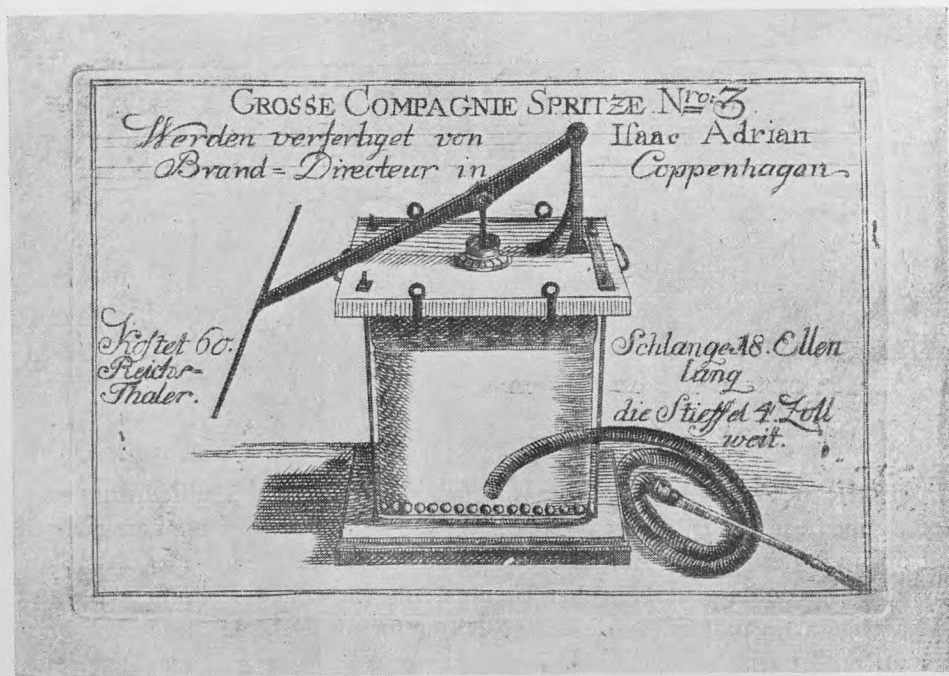 GROSSE COMPAGNIE SPRITZE Nro: 3.
Werden verfertiget von Isaac Adrian
Brand=Directeur in Coppenhagen
Kostet 60.
Reichs=
Thaler.
Schlange 18. Ellen
lang
die Stieffel 4. Zoll
weit.